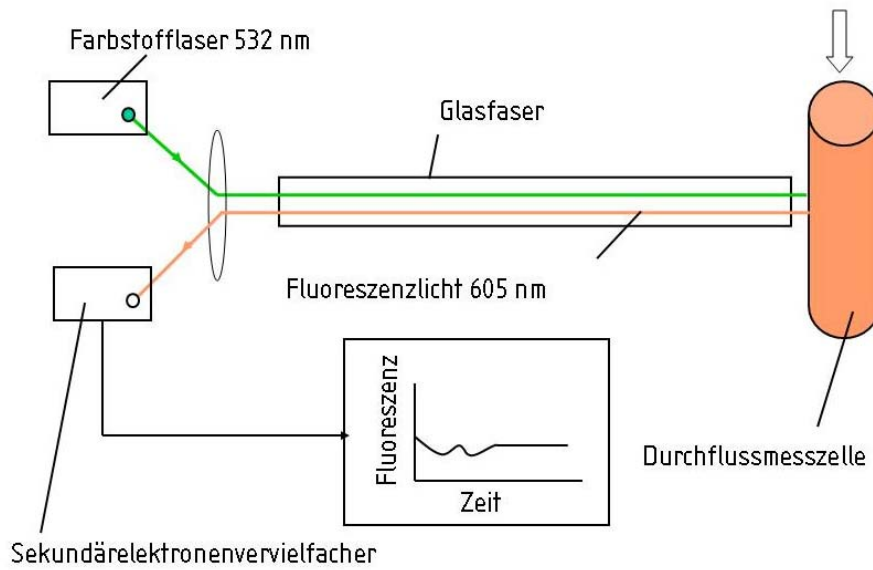 Farbstofflaser 532 nm
Glasfaser
Fluoreszenzlicht 605 nm
Fluoreszenz
Zeit
Durchflussmesszelle
Sekundärelektronenvervielfacher